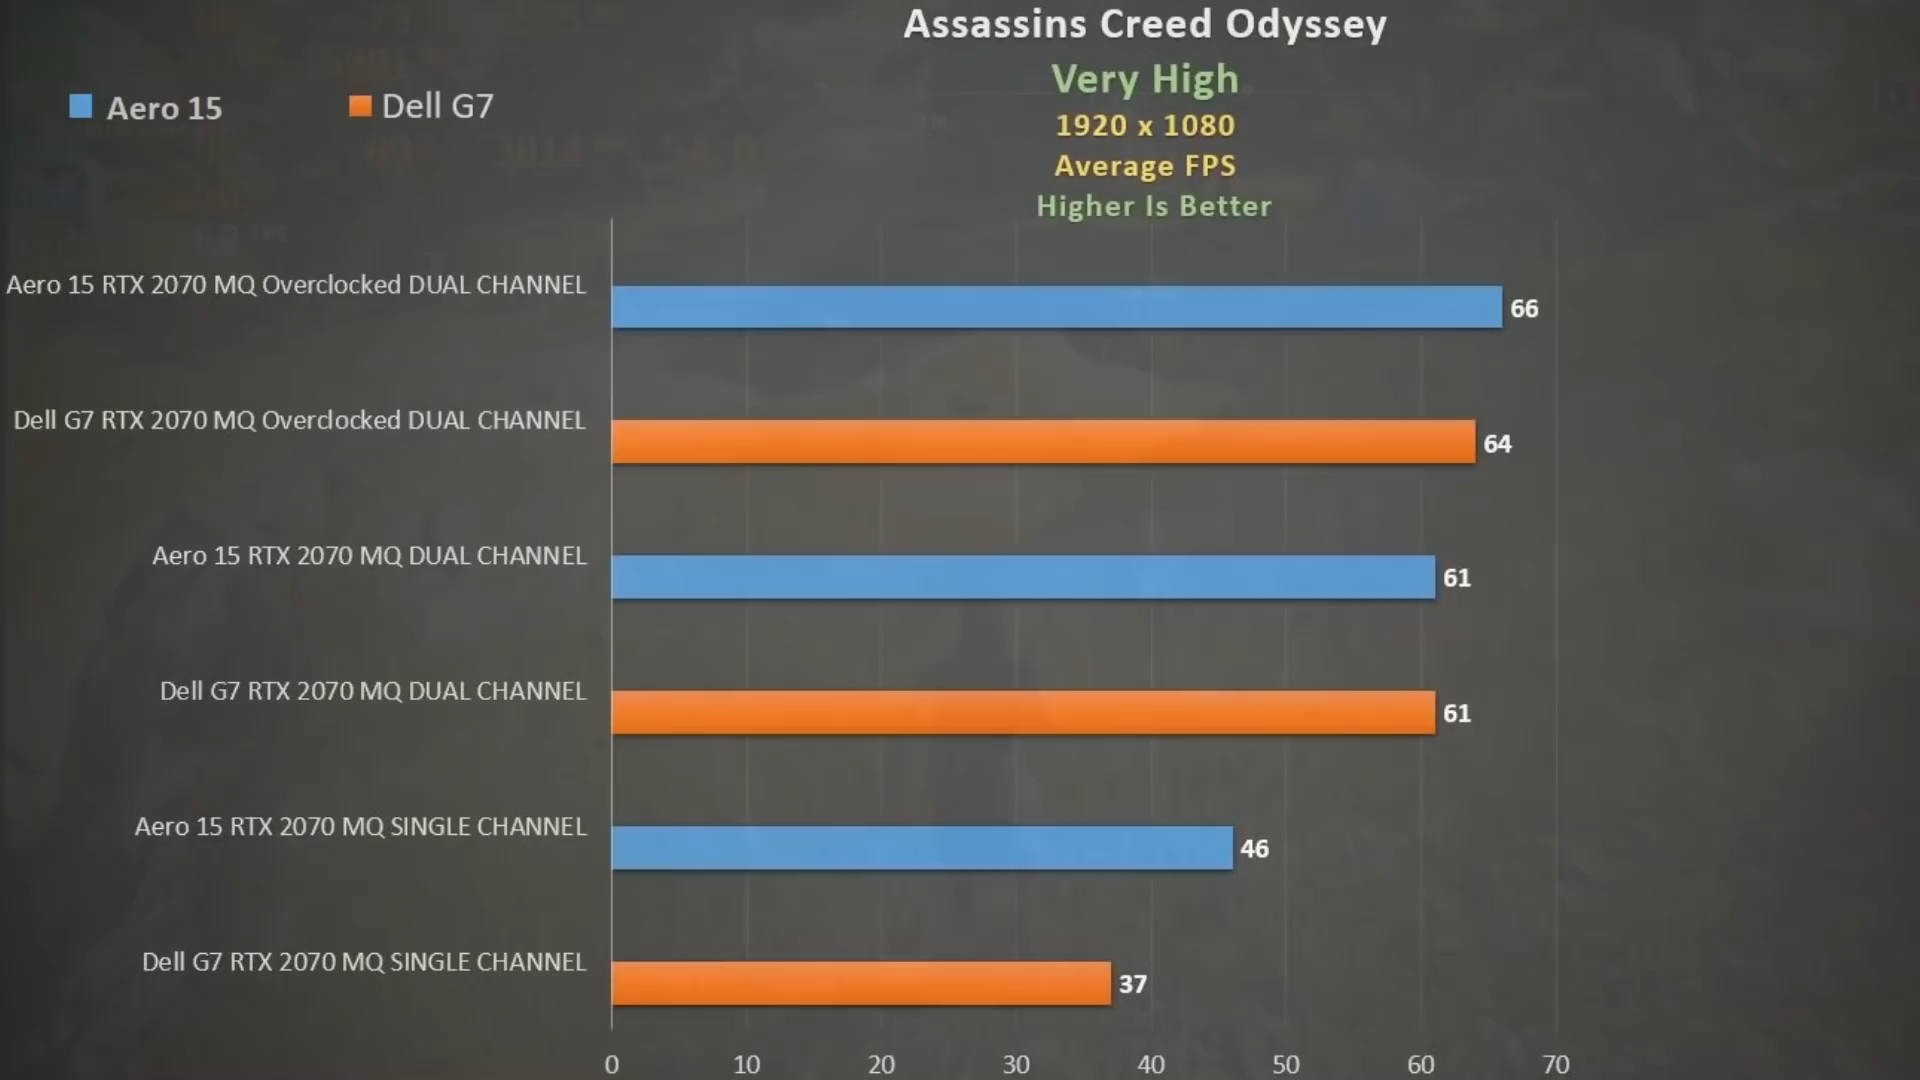 Assassins Creed Odyssey
Very High
1920 x 1080
Average FPS
Higher Is Better
Aero 15
Dell G7
Aero 15 RTX 2070 MQ Overclocked DUAL CHANNEL
66
Dell G7 RTX 2070 MQ Overclocked DUAL CHANNEL
64
Aero 15 RTX 2070 MQ DUAL CHANNEL
61
Dell G7 RTX 2070 MQ DUAL CHANNEL
61
Aero 15 RTX 2070 MQ SINGLE CHANNEL
46
Dell G7 RTX 2070 MQ SINGLE CHANNEL
37
0 10 20 30 40 50 60 70